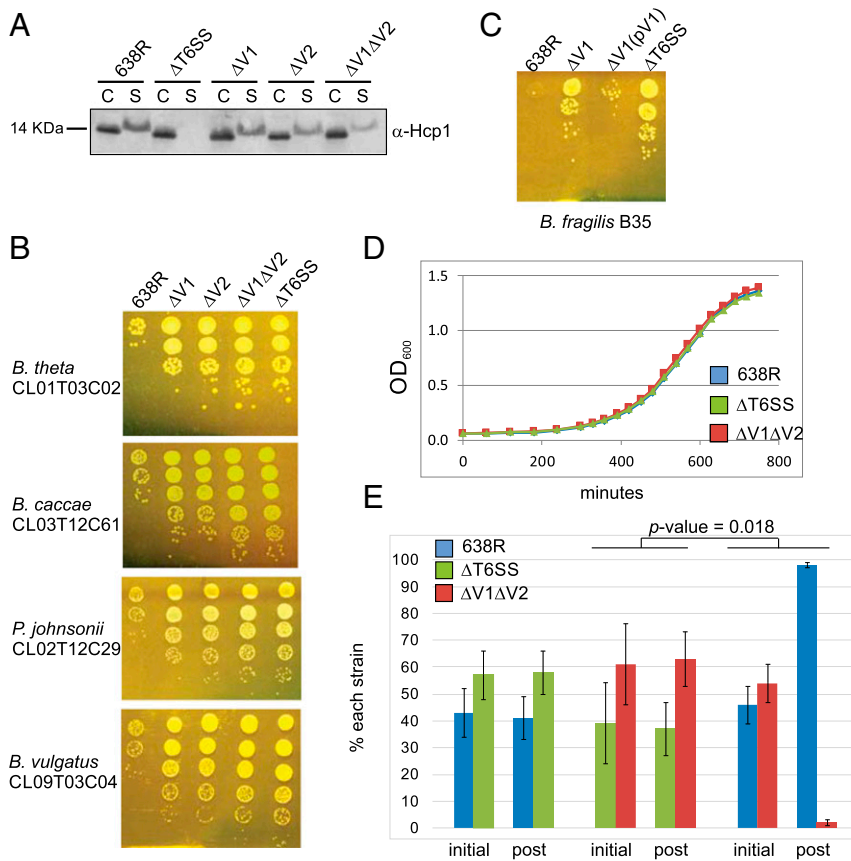 A
638R ΔT6SS ΔV1 ΔV2 ΔV1ΔV2
C S C S C S C S C S
14 KDa
α-Hcp1
C
638R ΔV1 ΔV1(pV1) ΔT6SS
B. fragilis B35
B
638R ΔV1 ΔV2 ΔV1ΔV2 ΔT6SS
B. theta
CL01T03C02
B. caccae
CL03T12C61
P. johnsonii
CL02T12C29
B. vulgatus
CL09T03C04
D
OD600
1.5
1.0
0.5
0.0
638R
ΔT6SS
ΔV1ΔV2
0 200 400 600 800
minutes
E
p-value = 0.018
638R
ΔT6SS
ΔV1ΔV2
% each strain
100
90
80
70
60
50
40
30
20
10
0
initial post initial post initial post